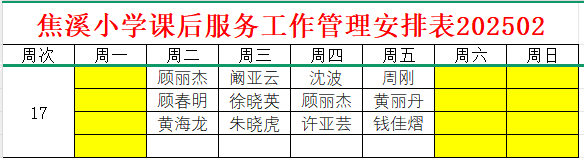 焦溪小学课后服务工作管理安排表202502
周次 周一 周二 周三 周四 周五 周六 周日
顾丽杰 阚亚云 沈波 周刚
17 顾春明 徐晓英 顾丽杰 黄丽丹
黄海龙 朱晓虎 许亚芸 钱佳熠